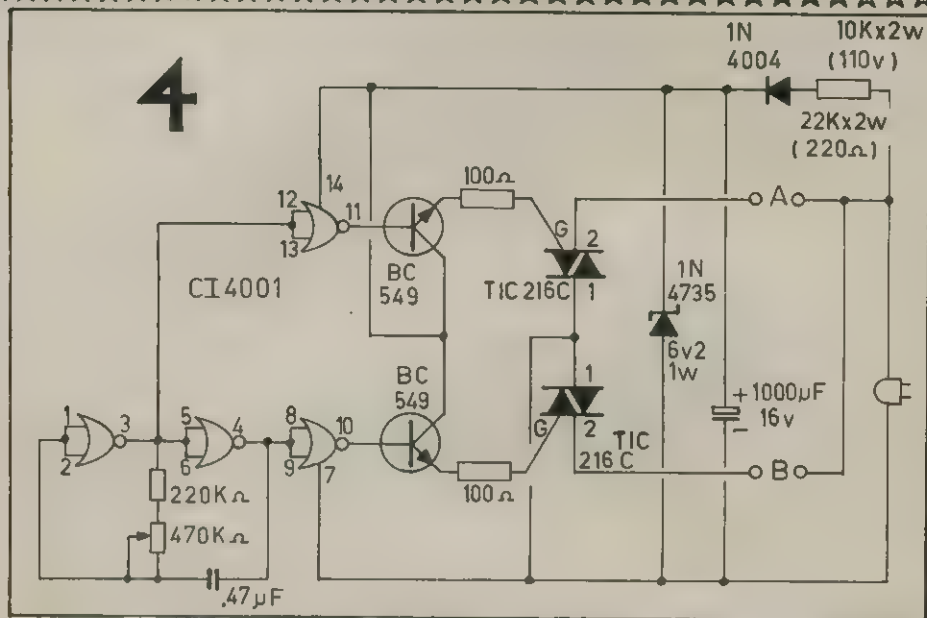 4
1N
4004
10Kx2w
(110v)
22Kx2w
(220Ω)
100Ω
14
12
13
11
A
G
2
CI4001
BC
549
TIC216C
1
1N
4735
6v2
1w
BC
549
1
2
3
5
6
4
8
9
10
7
1
G
2
TIC
216C
+
1000µF
16v
-
B
220KΩ
100Ω
470KΩ
.47µF